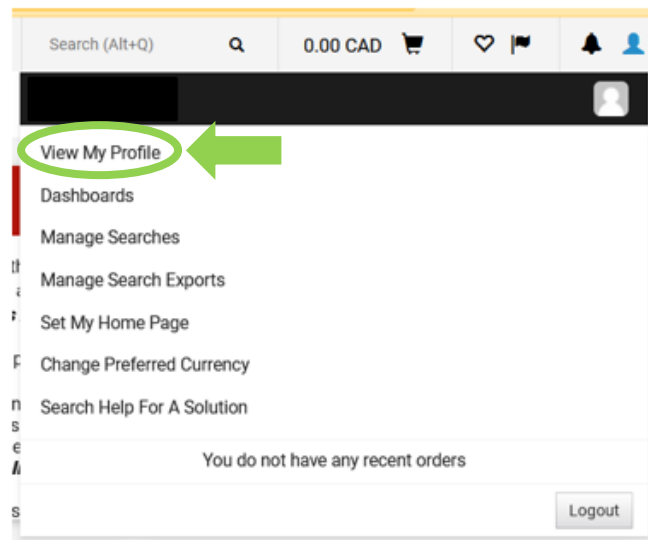 Search (Alt+Q) 0.00 CAD
View My Profile
Dashboards
Manage Searches
Manage Search Exports
Set My Home Page
Change Preferred Currency
Search Help For A Solution
You do not have any recent orders
Logout